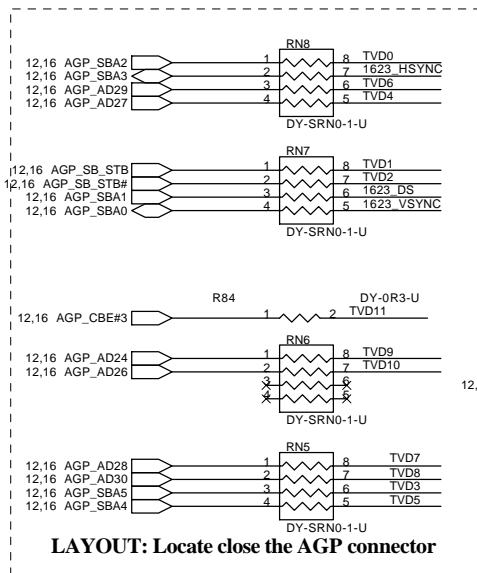 RN8
12,16 AGP_SBA2 1 8 TVD0
12,16 AGP_SBA3 2 7 1623_HSYNC
12,16 AGP_AD29 3 6 TVD6
12,16 AGP_AD27 4 5 TVD4
DY-SRN0-1-U
RN7
12,16 AGP_SB_STB 1 8 TVD1
12,16 AGP_SB_STB# 2 7 TVD2
12,16 AGP_SBA1 3 6 1623_DS
12,16 AGP_SBA0 4 5 1623_VSYNC
DY-SRN0-1-U
R84 DY-0R3-U
12,16 AGP_CBE#3 1 2 TVD11
RN6
12,16 AGP_AD24 1 8 TVD9
12,16 AGP_AD26 2 7 TVD10
3 6 12,
4 5
DY-SRN0-1-U
RN5
12,16 AGP_AD28 1 8 TVD7
12,16 AGP_AD30 2 7 TVD8
12,16 AGP_SBA5 3 6 TVD3
12,16 AGP_SBA4 4 5 TVD5
DY-SRN0-1-U
LAYOUT: Locate close the AGP connector